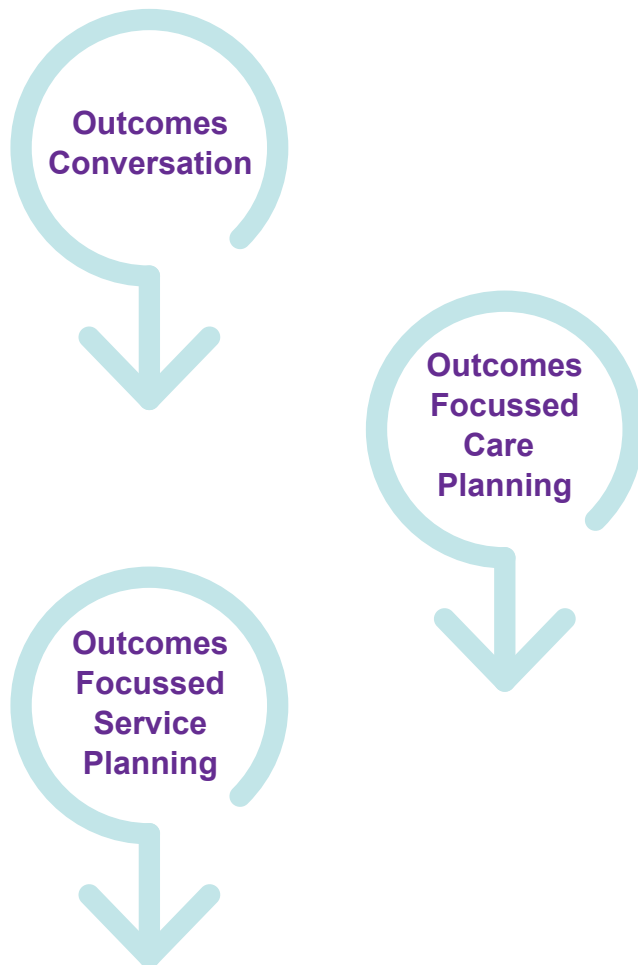 Outcomes
Conversation
Outcomes
Focussed
Care
Planning
Outcomes
Focussed
Service
Planning